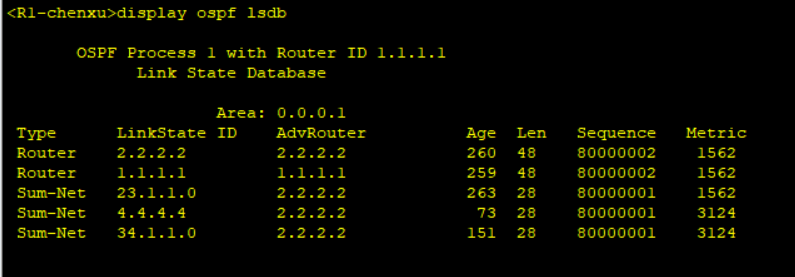 <R1-chenxu>display ospf lsdb
OSPF Process 1 with Router ID 1.1.1.1
Link State Database
Area: 0.0.0.1
Type LinkState ID AdvRouter Age Len Sequence Metric
Router 2.2.2.2 2.2.2.2 260 48 80000002 1562
Router 1.1.1.1 1.1.1.1 259 48 80000002 1562
Sum-Net 23.1.1.0 2.2.2.2 263 28 80000001 1562
Sum-Net 4.4.4.4 2.2.2.2 73 28 80000001 3124
Sum-Net 34.1.1.0 2.2.2.2 151 28 80000001 3124